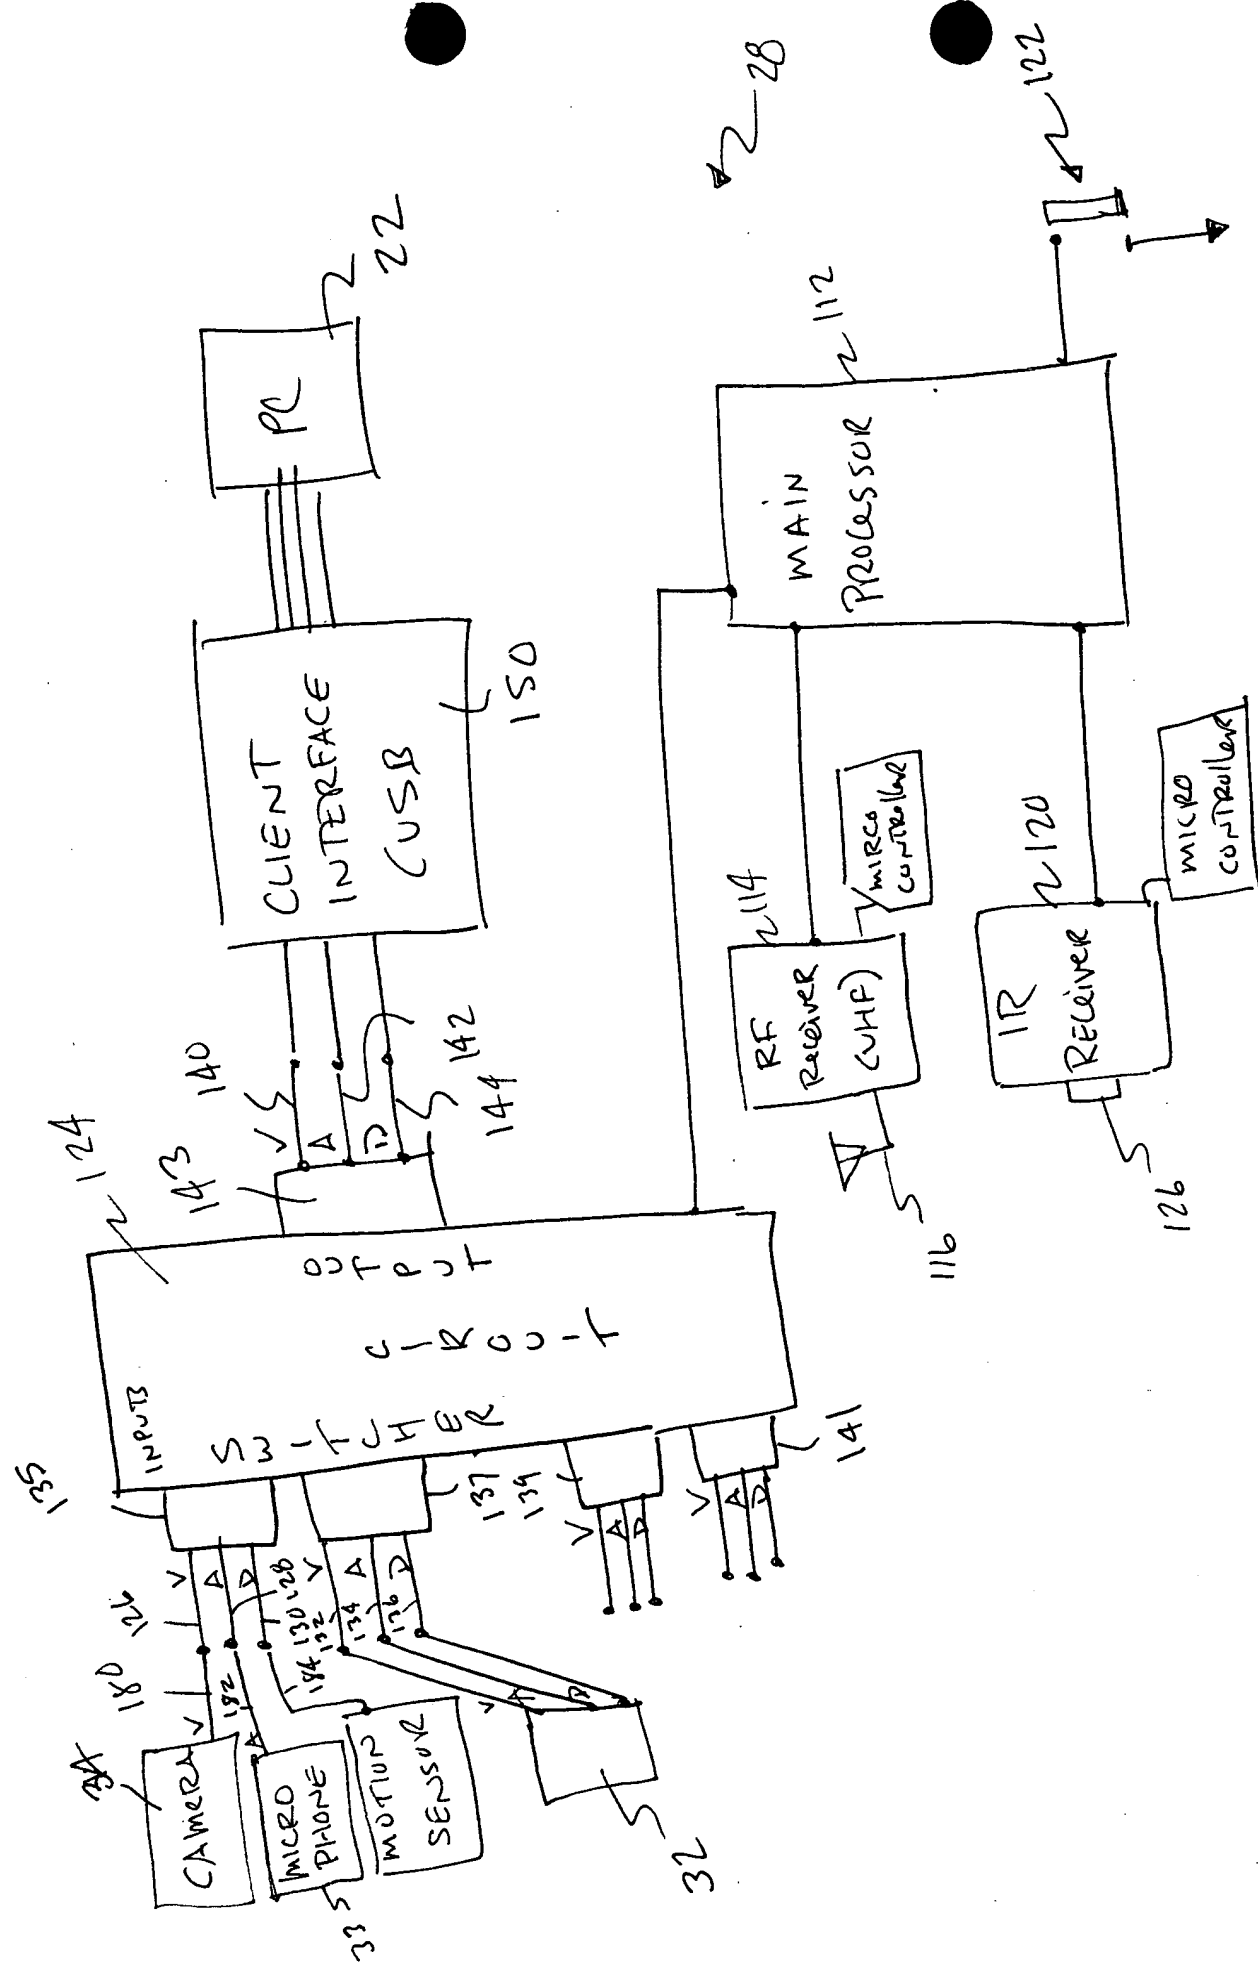 34
CAMERA
V
180
126
V
135
INPUTS
124
33
MICRO
PHONE
A
182
A
128
MOTION
SENSOR
184
130
D
SWITCHER
CIRCUIT
OUTPUT
143
V
140
A
D
142
144
CLIENT
INTERFACE
(USB
150
PC
22
132
V
134
A
136
D
137
V
A
D
32
139
V
A
D
141
V
A
D
28
RF
Receiver
(UHF)
114
116
MIRCO
CONTROller
MAIN
PROCESSOR
112
122
IR
RECEIVER
120
126
MICRO
CONTROller